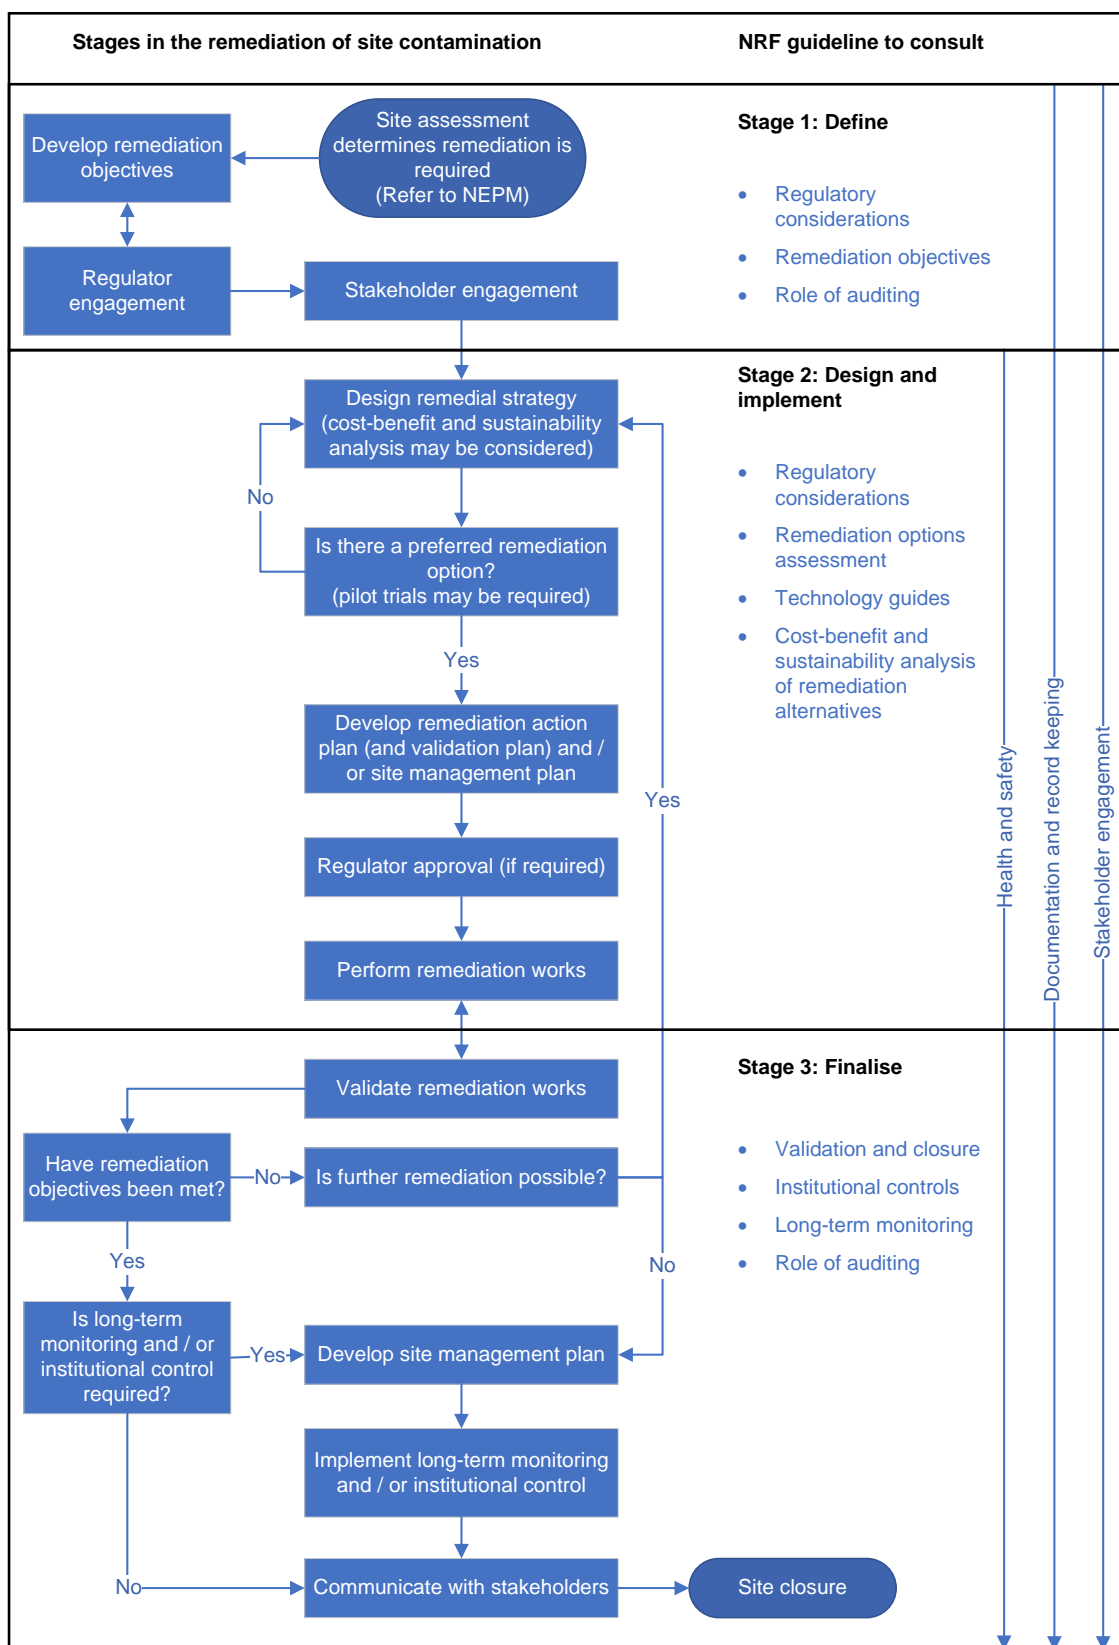 Stages in the remediation of site contamination
NRF guideline to consult
Site assessment
determines remediation is
required
(Refer to NEPM)
Develop remediation
objectives
Regulator
engagement
Stakeholder engagement
Stage 1: Define
• Regulatory
considerations
• Remediation objectives
• Role of auditing
Design remedial strategy
(cost-benefit and sustainability
analysis may be considered)
No
Is there a preferred remediation
option?
(pilot trials may be required)
Yes
Develop remediation action
plan (and validation plan) and /
or site management plan
Yes
Regulator approval (if required)
Perform remediation works
Stage 2: Design and
implement
• Regulatory
considerations
• Remediation options
assessment
• Technology guides
• Cost-benefit and
sustainability analysis
of remediation
alternatives
Health and safety
Documentation and record keeping
Stakeholder engagement
Validate remediation works
Have remediation
objectives been met?
No
Is further remediation possible?
Yes
No
Is long-term
monitoring and / or
institutional control
required?
Yes
Develop site management plan
Implement long-term monitoring
and / or institutional control
No
Communicate with stakeholders
Site closure
Stage 3: Finalise
• Validation and closure
• Institutional controls
• Long-term monitoring
• Role of auditing